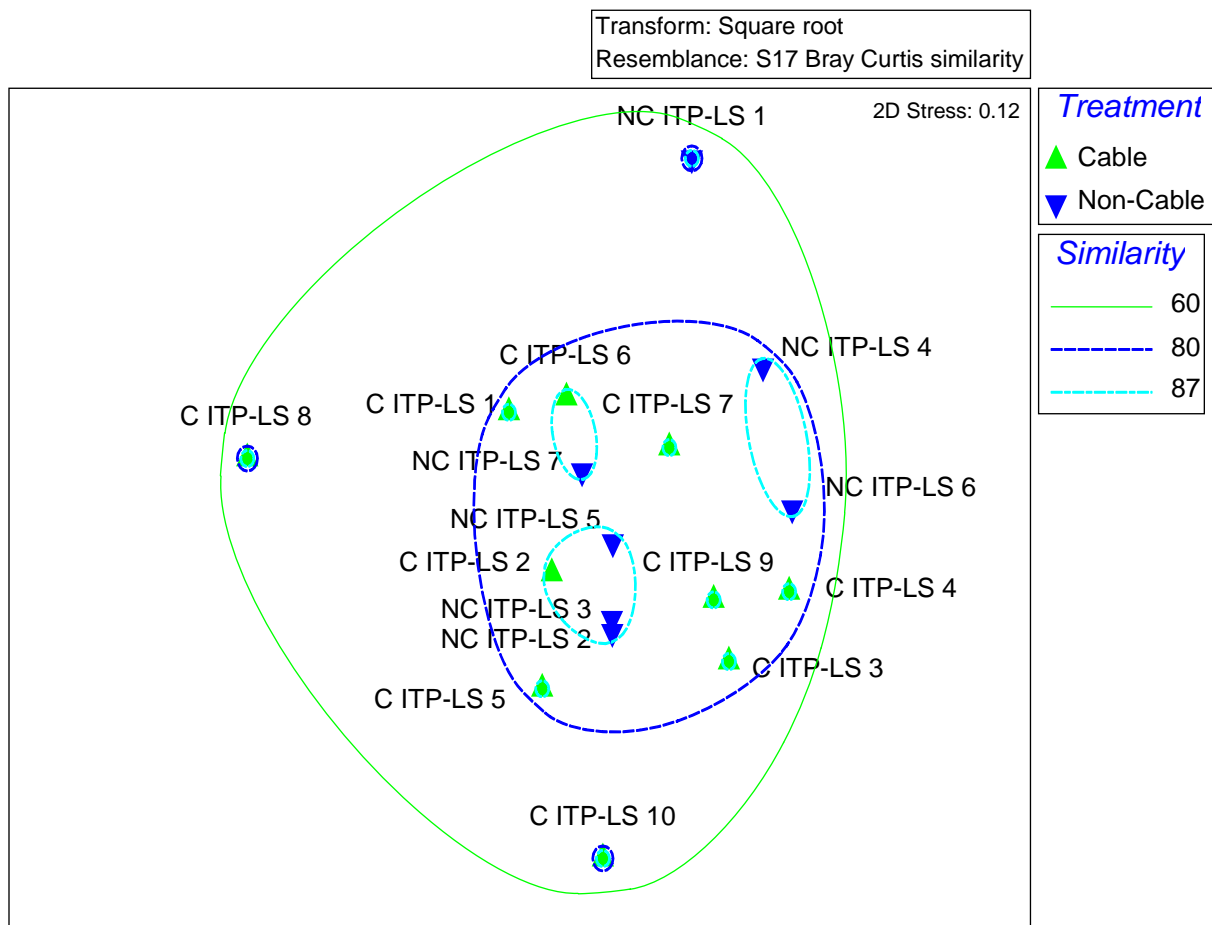 Transform: Square root
Resemblance: S17 Bray Curtis similarity
2D Stress: 0.12
NC ITP-LS 1
Treatment
Cable
Non-Cable
Similarity
60
80
87
NC ITP-LS 4
C ITP-LS 6
C ITP-LS 1
C ITP-LS 7
C ITP-LS 8
NC ITP-LS 7
NC ITP-LS 6
NC ITP-LS 5
C ITP-LS 2
C ITP-LS 9
C ITP-LS 4
NC ITP-LS 3
NC ITP-LS 2
C ITP-LS 3
C ITP-LS 5
C ITP-LS 10